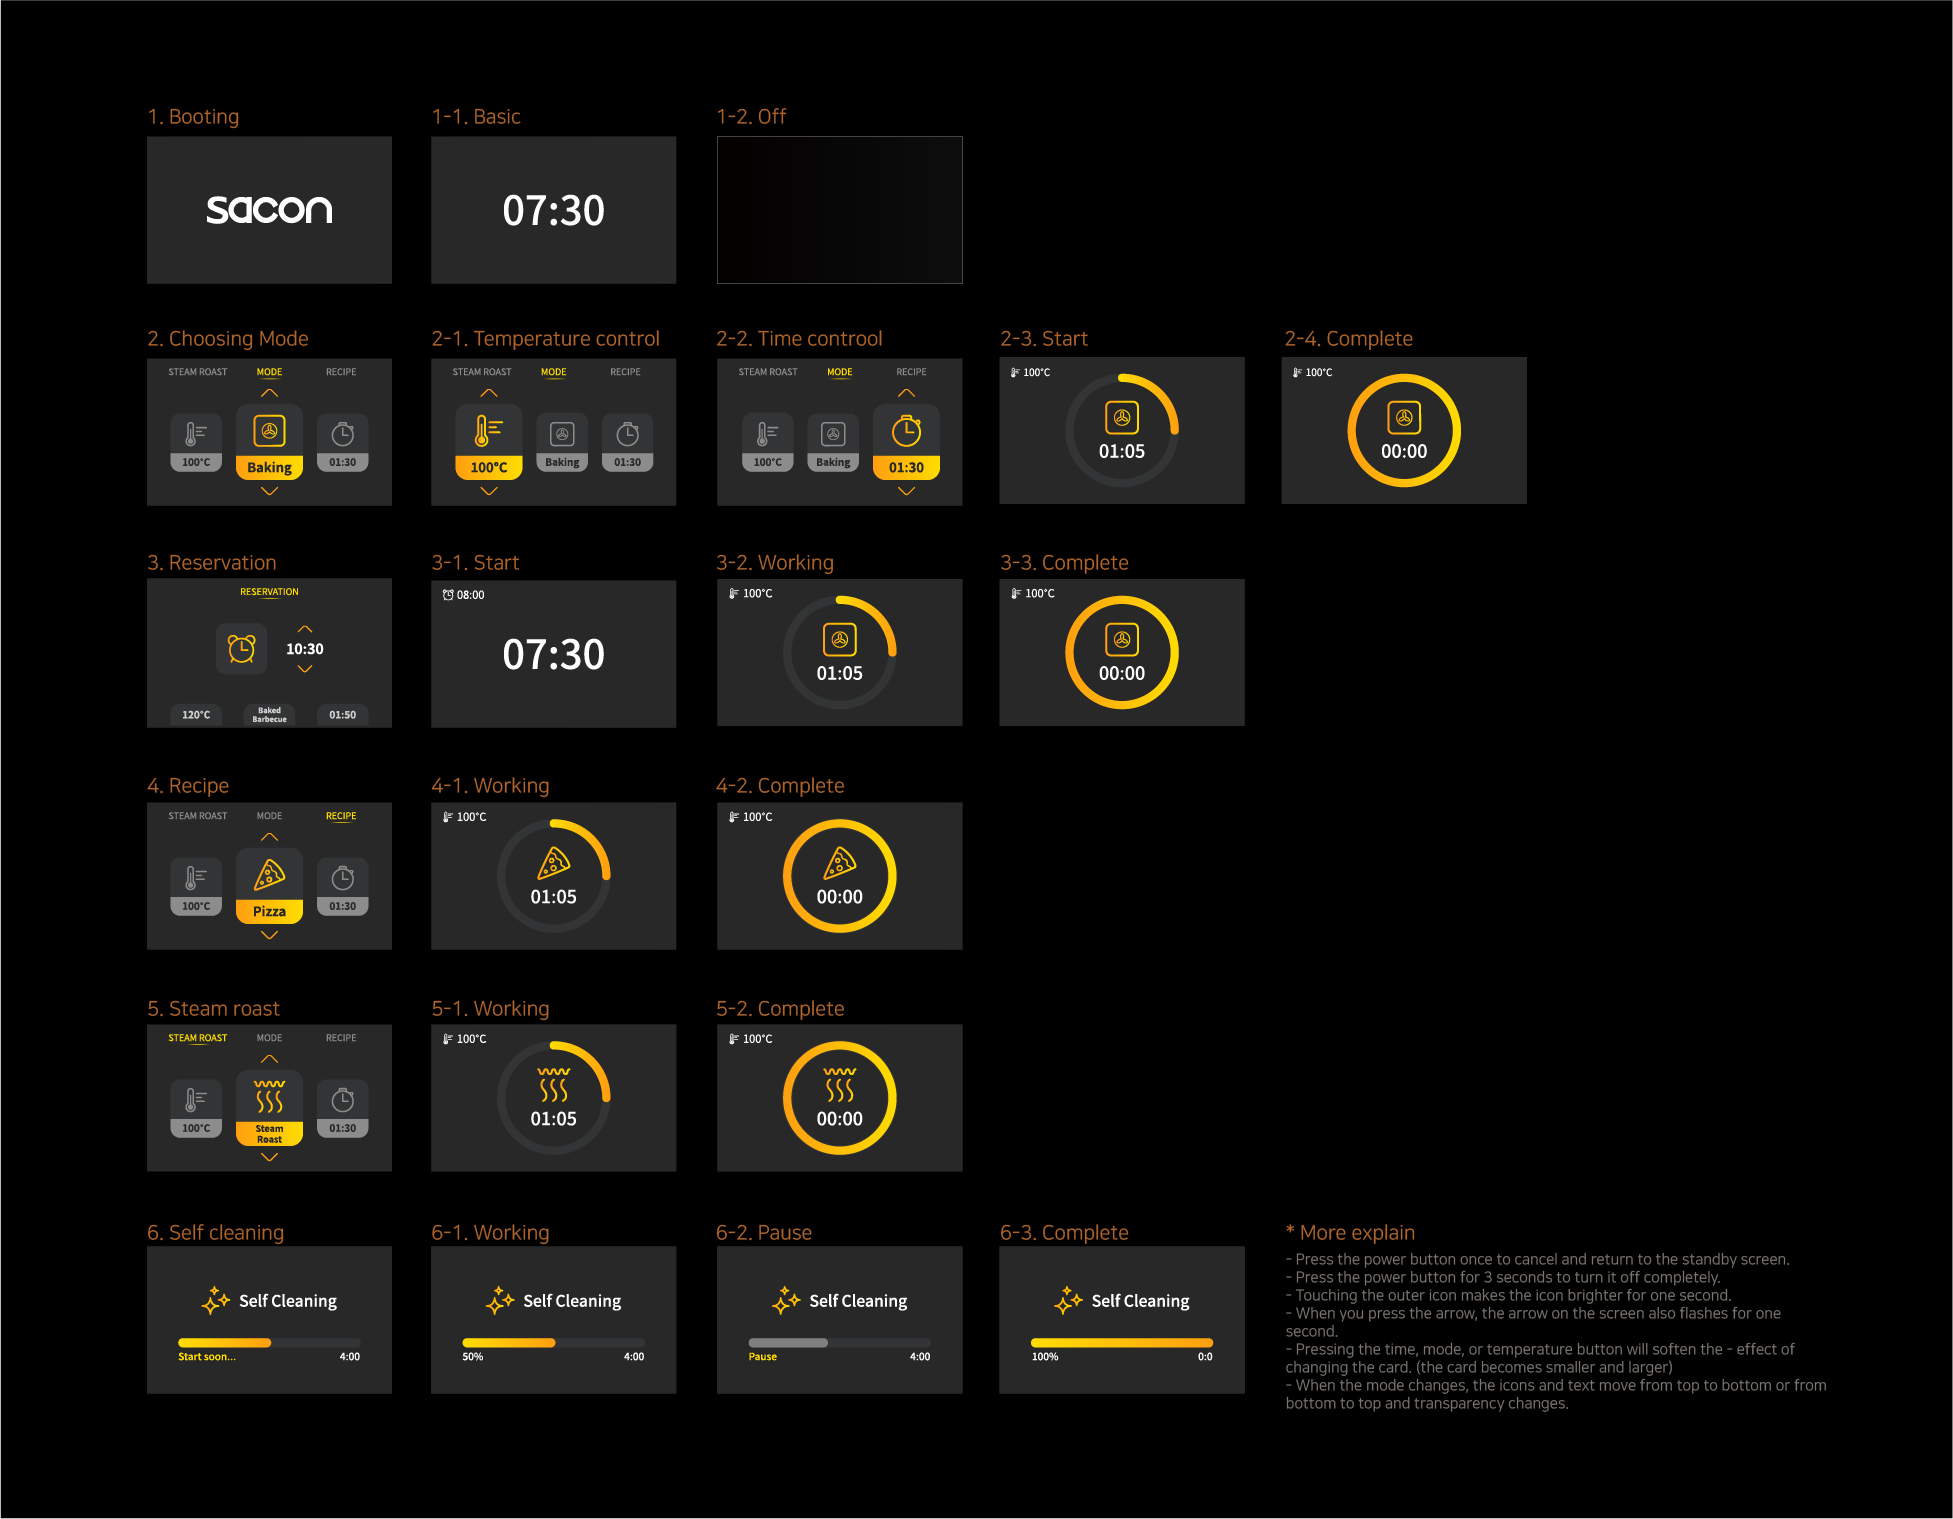 1. Booting
sacon
1-1. Basic
07:30
1-2. Off
2. Choosing Mode
STEAM ROAST MODE RECIPE
100°C Baking 01:30
2-1. Temperature control
STEAM ROAST MODE RECIPE
100°C Baking 01:30
2-2. Time controol
STEAM ROAST MODE RECIPE
100°C Baking 01:30
2-3. Start
100°C
01:05
2-4. Complete
100°C
00:00
3. Reservation
RESERVATION
10:30
120°C Baked Barbecue 01:50
3-1. Start
08:00
07:30
3-2. Working
100°C
01:05
3-3. Complete
100°C
00:00
4. Recipe
STEAM ROAST MODE RECIPE
100°C Pizza 01:30
4-1. Working
100°C
01:05
4-2. Complete
100°C
00:00
5. Steam roast
STEAM ROAST MODE RECIPE
100°C Steam Roast 01:30
5-1. Working
100°C
01:05
5-2. Complete
100°C
00:00
6. Self cleaning
Self Cleaning
Start soon... 4:00
6-1. Working
Self Cleaning
50% 4:00
6-2. Pause
Self Cleaning
Pause 4:00
6-3. Complete
Self Cleaning
100% 0:0
* More explain
- Press the power button once to cancel and return to the standby screen.
- Press the power button for 3 seconds to turn it off completely.
- Touching the outer icon makes the icon brighter for one second.
- When you press the arrow, the arrow on the screen also flashes for one
second.
- Pressing the time, mode, or temperature button will soften the - effect of
changing the card. (the card becomes smaller and larger)
- When the mode changes, the icons and text move from top to bottom or from
bottom to top and transparency changes.